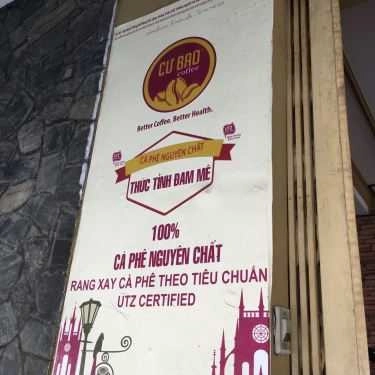 CƯ BAO
coffee
Better Coffee. Better Health.
CÀ PHÊ NGUYÊN CHẤT
THỨC TỈNH ĐAM MÊ
100%
CÀ PHÊ NGUYÊN CHẤT
RANG XAY CÀ PHÊ THEO TIÊU CHUẨN
UTZ CERTIFIED